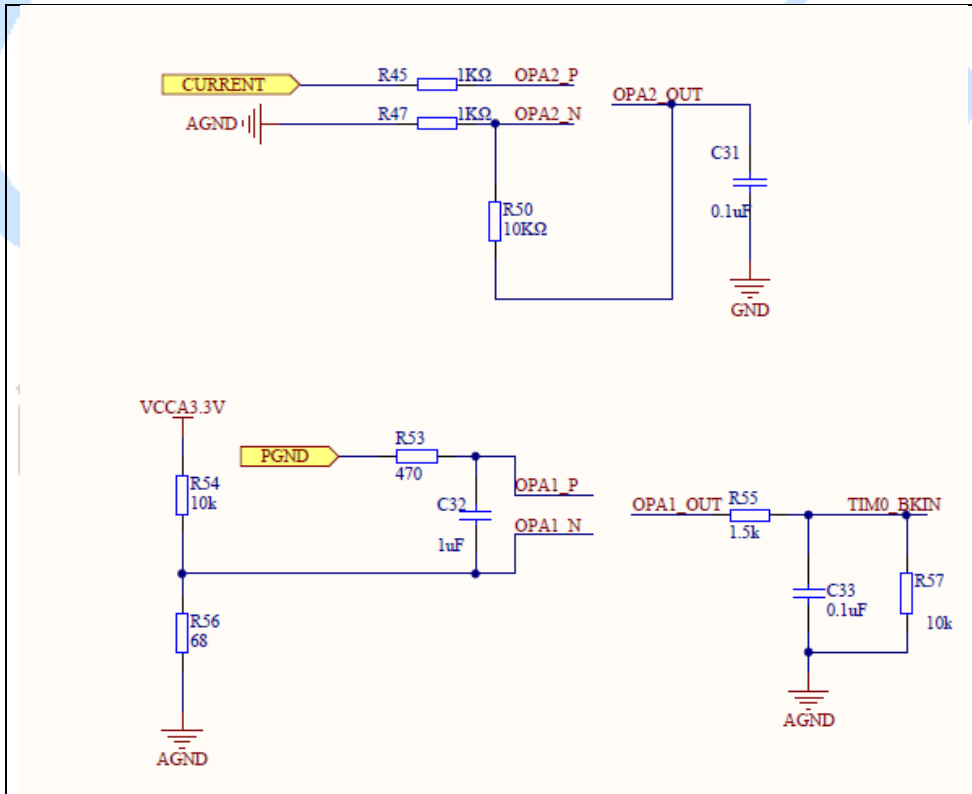 R45 1KΩ OPA2_P
CURRENT
OPA2_OUT
R47 1KΩ OPA2_N
AGND
C31
0.1uF
R50
10KΩ
GND
VCCA3.3V
R53
PGND
470
R54
10k
OPA1_P
C32
OPA1_N
1uF
OPA1_OUT R55 TIM0_BKIN
1.5k
R56
68
C33
0.1uF
R57
10k
AGND
AGND